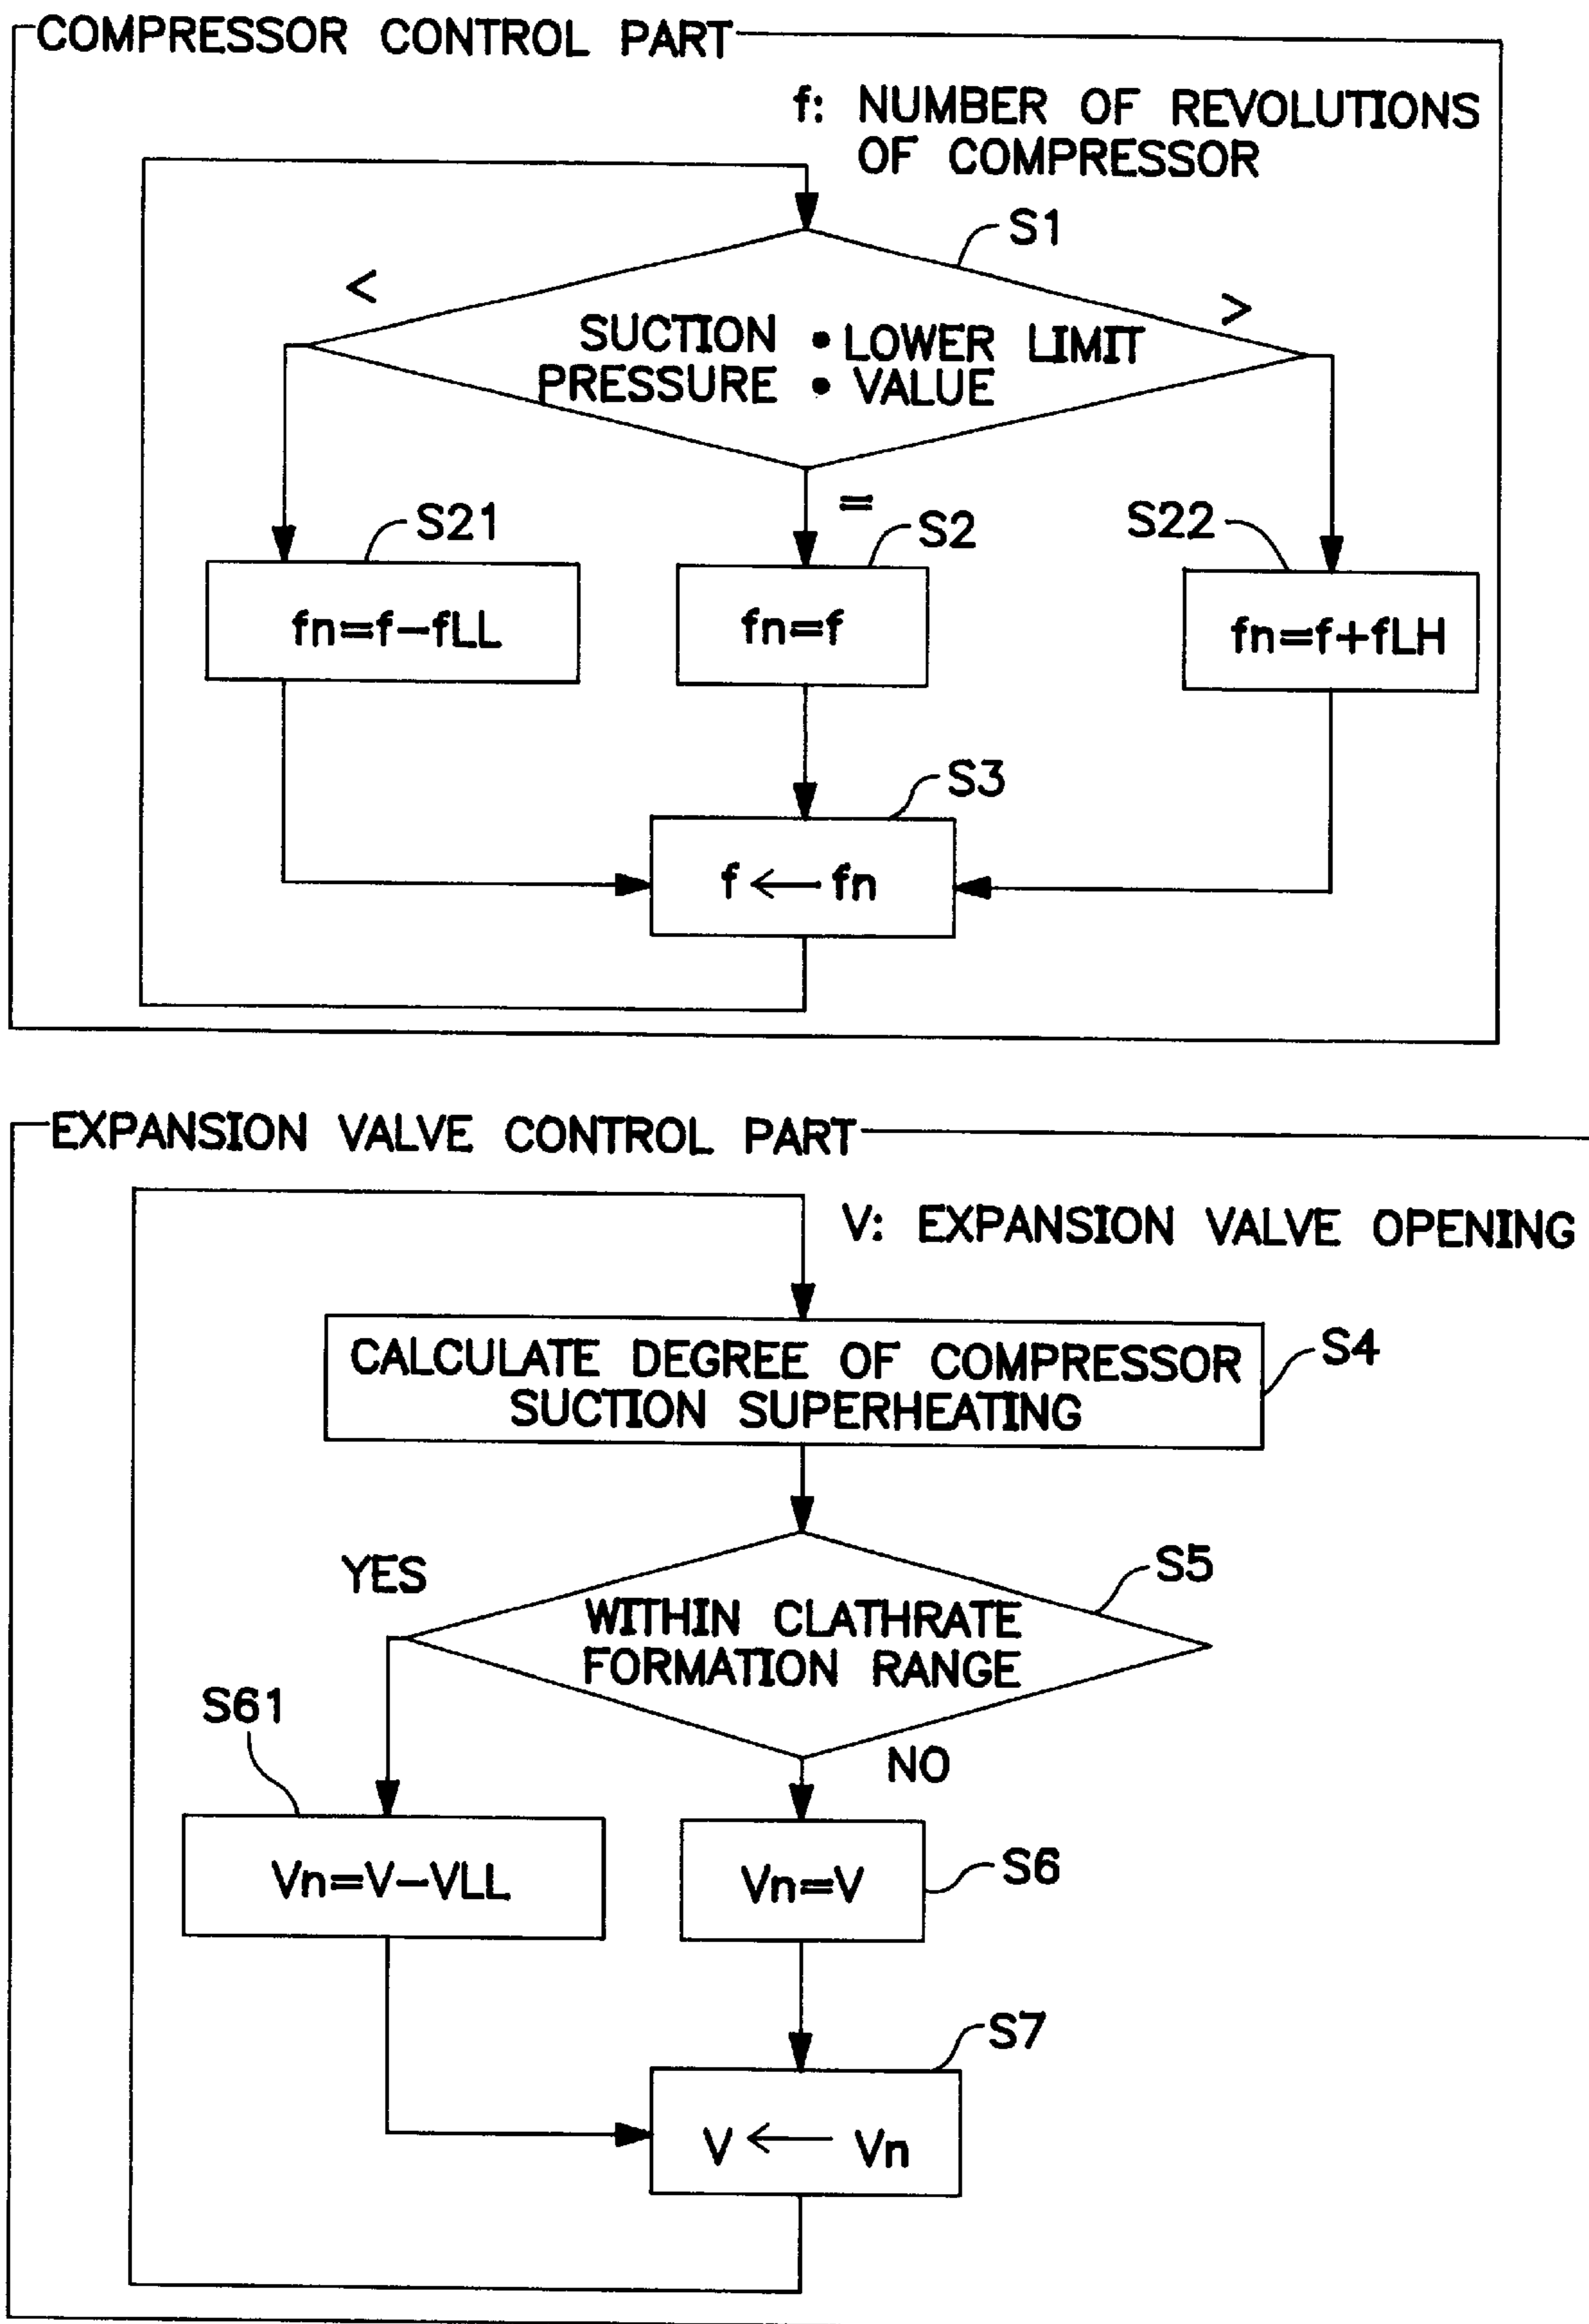 COMPRESSOR CONTROL PART
f: NUMBER OF REVOLUTIONS
OF COMPRESSOR
S1
<
>
SUCTION : LOWER LIMIT
PRESSURE VALUE
=
S21
S2
S22
fn=f-fLL
fn=f
fn=f+fLH
S3
f ← fn
EXPANSION VALVE CONTROL PART
V: EXPANSION VALVE OPENING
CALCULATE DEGREE OF COMPRESSOR
SUCTION SUPERHEATING
S4
YES
S5
WITHIN CLATHRATE
FORMATION RANGE
S61
NO
Vn=V-VLL
Vn=V
S6
S7
V ← Vn